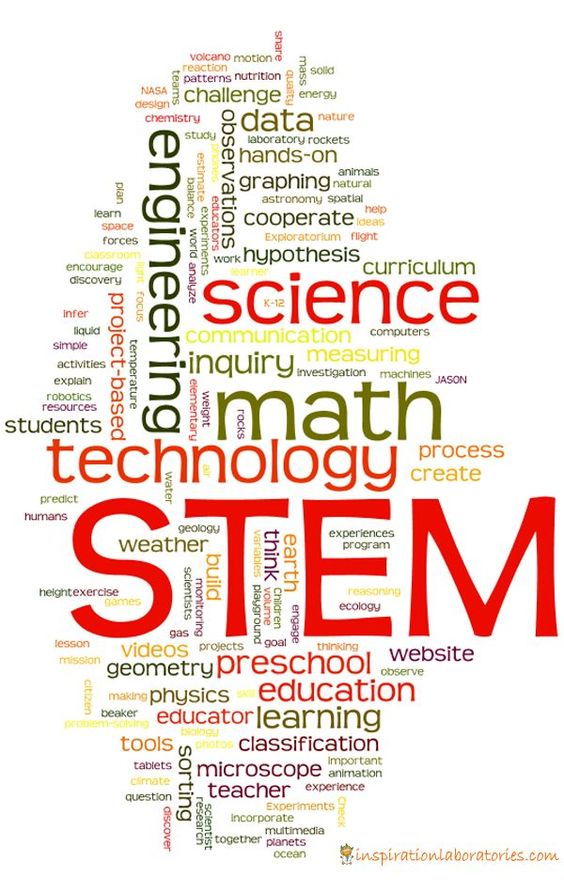 share
volcano
motion
mass
solid
reaction
teams
patterns
nutrition
quality
NASA
challenge
energy
design
data
nature
chemistry
observations
study
phones
laboratory
rockets
engineering
hands-on
estimate
animals
graphing
natural
plan
balance
educators
astronomy
spatial
learn
experiments
cooperate
help
space
ideas
forces
world
Exploratorium
flight
classroom
light
work
hypothesis
encourage
focus
analyze
learner
curriculum
discovery
science
K-12
project-based
infer
communication
computers
liquid
simple
temperature
inquiry
measuring
activities
investigation
machines
JASON
explain
elementary
weight
robotics
math
resources
students
rocks
technology
process
air
create
water
predict
STEM
humans
geology
weather
variables
think
earth
experiences
program
build
scientists
monitoring
height
exercise
playground
volume
children
reasoning
games
engage
ecology
gas
goal
lesson
videos
projects
thinking
website
mission
geometry
preschool
observe
citizen
making
physics
skill
education
beaker
educator
learning
problem-solving
biology
tools
photos
classification
sorting
important
tablets
microscope
animation
climate
teacher
experience
question
scientist
research
Experiments
Check
incorporate
discover
together
multimedia
planets
ocean
inspirationlaboratories.com